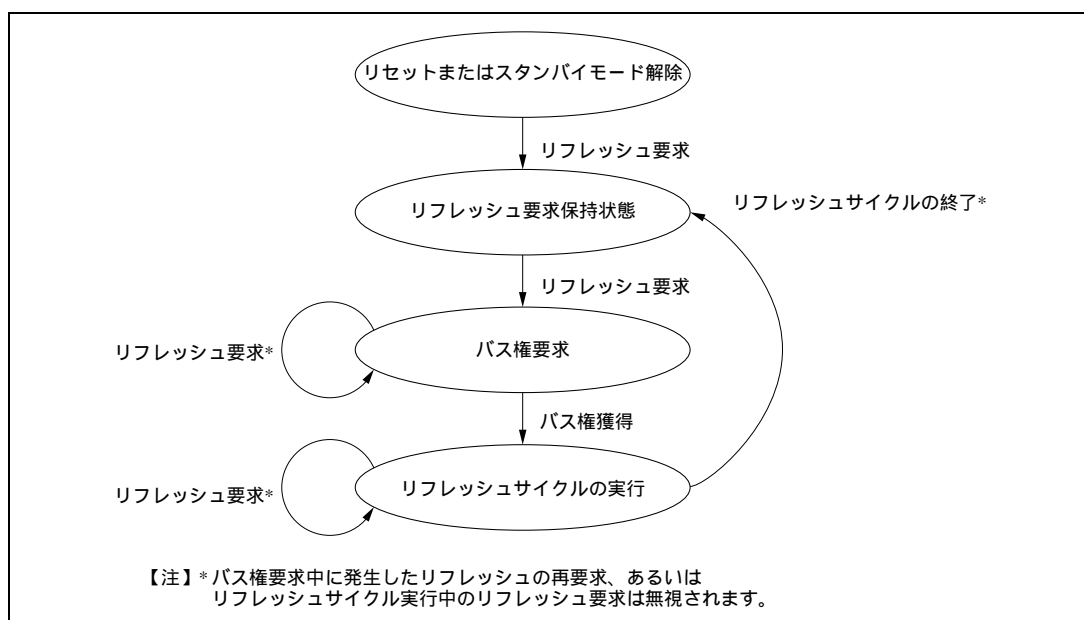 リセットまたはスタンバイモード解除
リフレッシュ要求
リフレッシュ要求保持状態
リフレッシュサイクルの終了*
リフレッシュ要求
リフレッシュ要求*
バス権要求
バス権獲得
リフレッシュ要求*
リフレッシュサイクルの実行
【注】* バス権要求中に発生したリフレッシュの再要求、あるいは
リフレッシュサイクル実行中のリフレッシュ要求は無視されます。